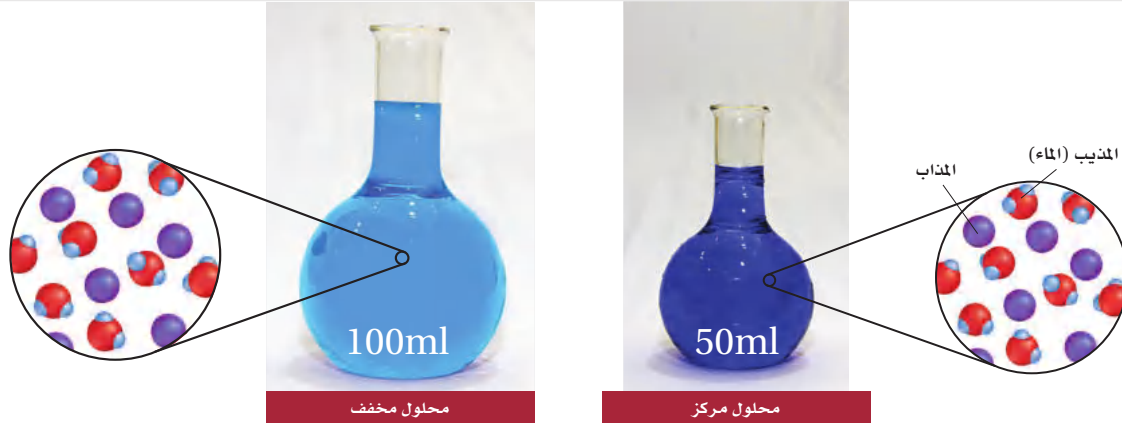 المذيب (الماء)
المذاب
50ml
100ml
محلول مركز
محلول مخفف